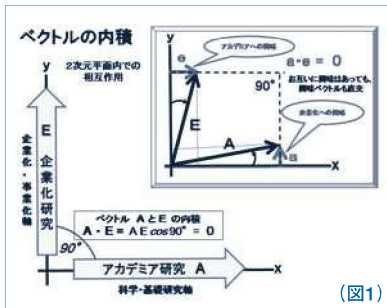 ベクトルの内積
y
2次元平面内での
相互作用
E 企業化研究
企業化・事業化軸
ベクトル AとE の内積
A・E = A E cos90° = 0
90°
アカデミア研究 A
x
科学・基礎研究軸
y
e
アカデミアへの興味
a・e = 0
お互いに興味はあっても、
興味ベクトルも直交
90°
企業化への興味
E
A
a
x
(図1)